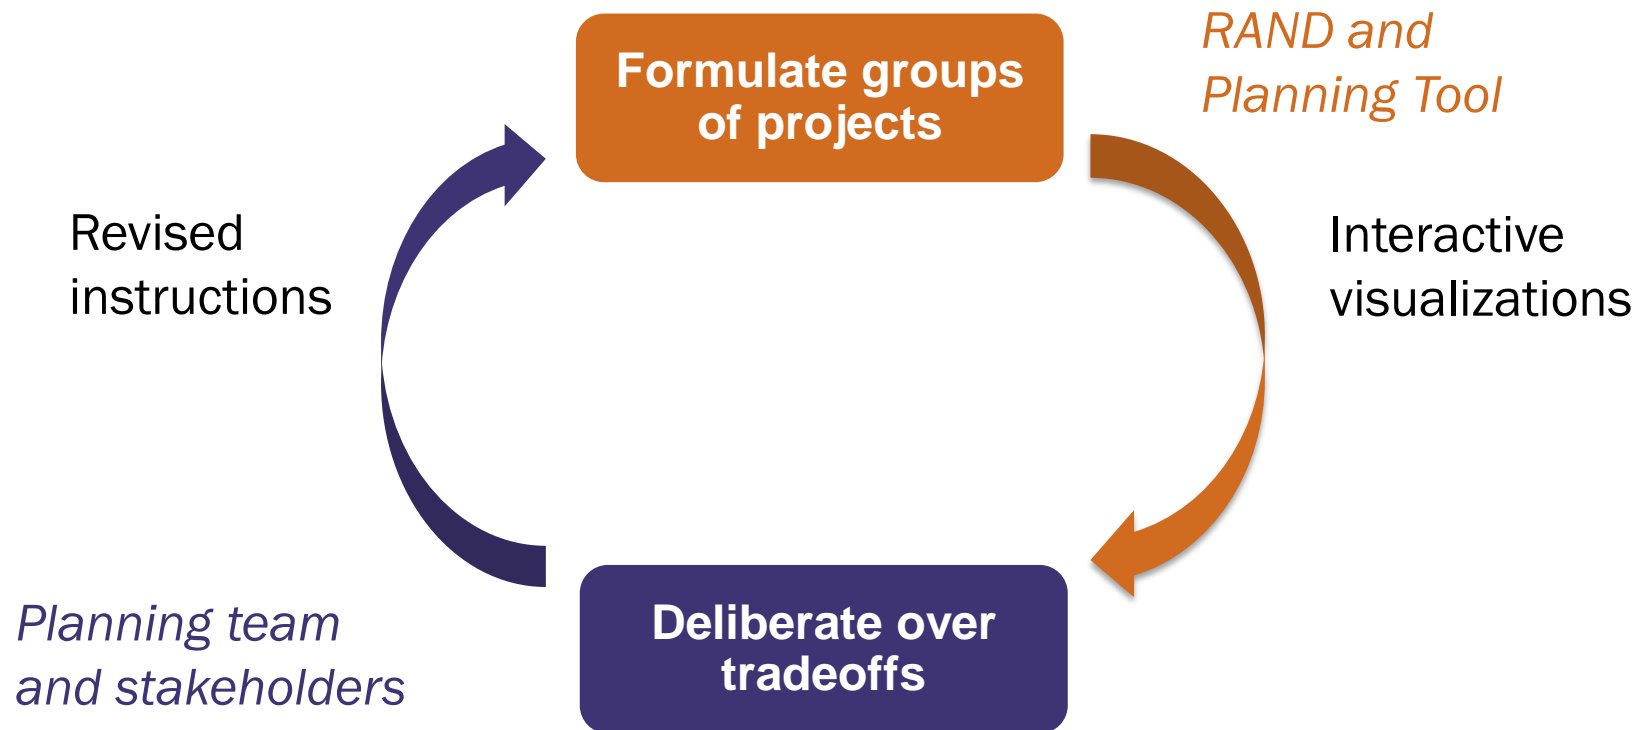 Formulate groups
of projects
RAND and
Planning Tool
Revised
instructions
Interactive
visualizations
Planning team
and stakeholders
Deliberate over
tradeoffs